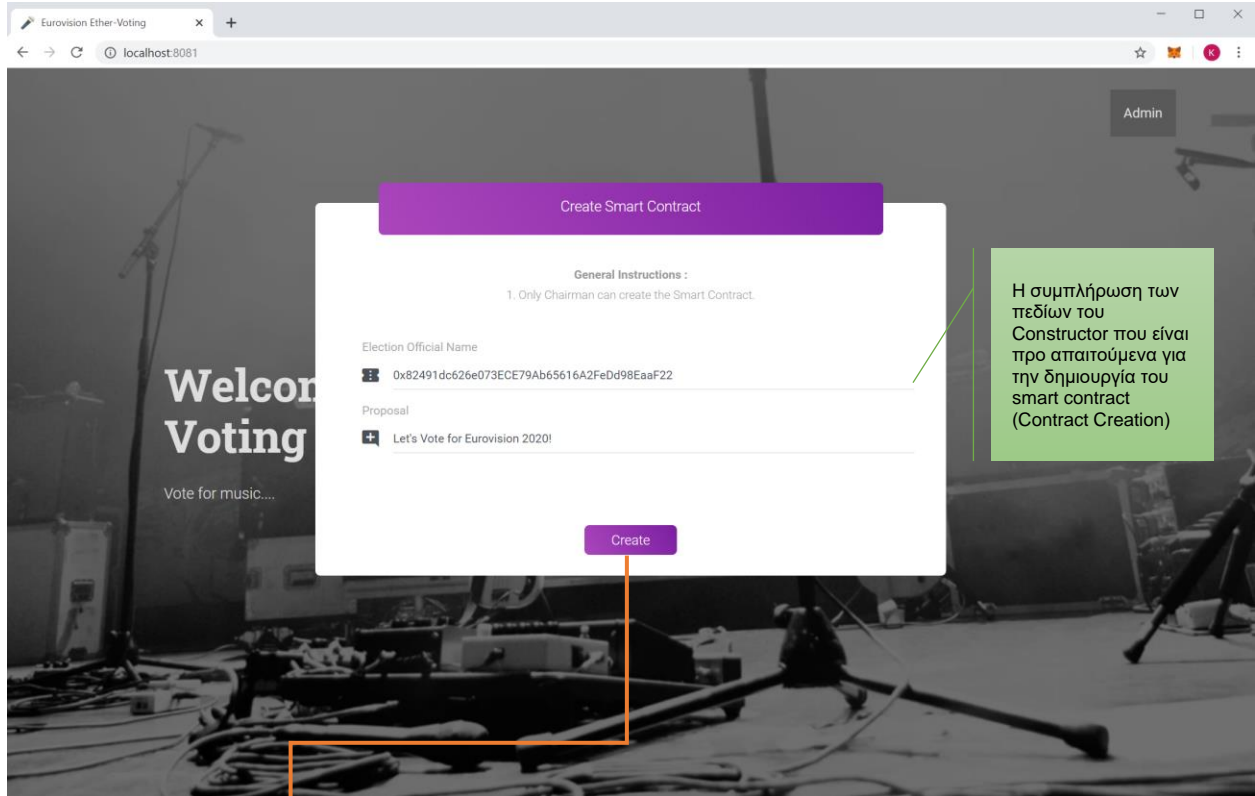 Eurovision Ether-Voting
localhost:8081
K
Admin
Create Smart Contract
General Instructions :
1. Only Chairman can create the Smart Contract.
Election Official Name
0x82491dc626e073ECE79Ab65616A2FeDd98EaaF22
Proposal
Let's Vote for Eurovision 2020!
Create
Welcom
Voting
Vote for music....
Η συμπλήρωση των
πεδίων του
Constructor που είναι
προ απαιτούμενα για
την δημιουργία του
smart contract
(Contract Creation)